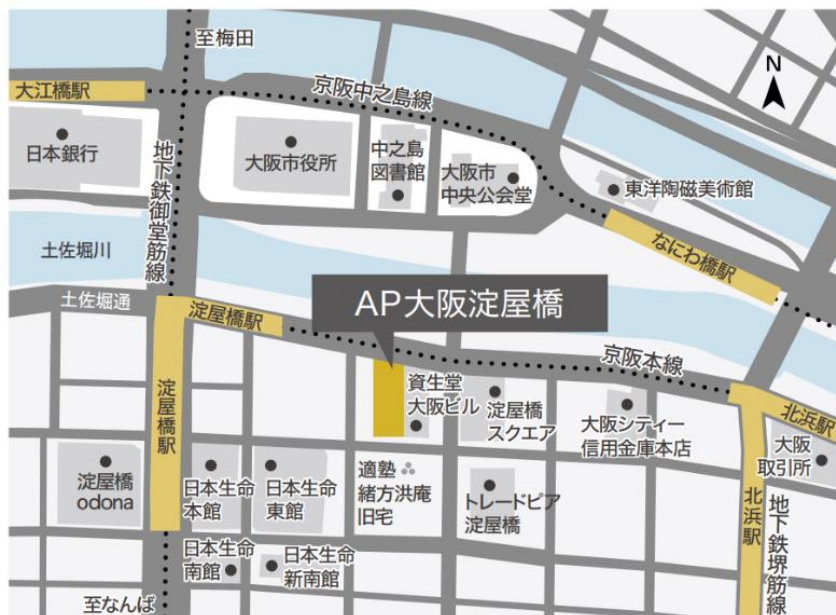 至梅田
N
大江橋駅
京阪中之島線
日本銀行
大阪市役所
中之島
図書館
大阪市
中央公会堂
東洋陶磁美術館
地下鉄御堂筋線
なにわ橋駅
土佐堀川
土佐堀通
淀屋橋駅
AP大阪淀屋橋
京阪本線
淀屋橋駅
資生堂
大阪ビル
淀屋橋
スクエア
大阪シティー
信用金庫本店
北浜駅
大阪
取引所
淀屋橋
odona
日本生命
本館
日本生命
東館
適塾
緒方洪庵
旧宅
トレードピア
淀屋橋
北浜駅
地下鉄堺筋線
日本生命
南館
日本生命
新南館
至なんば